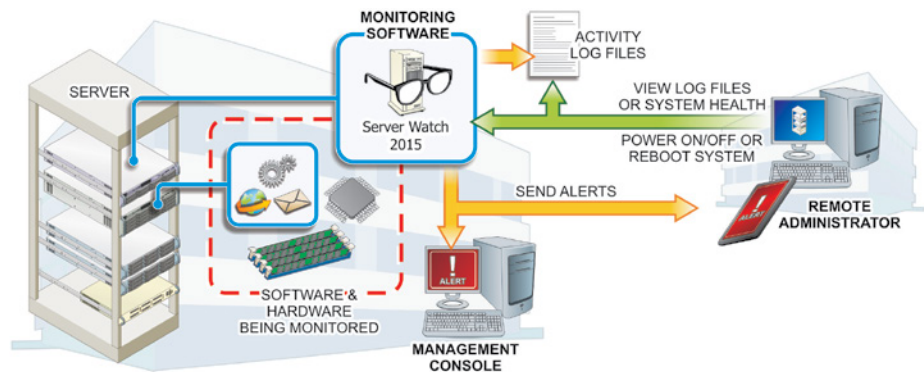 MONITORING
SOFTWARE
Server Watch
2015
ACTIVITY
LOG FILES
SERVER
VIEW LOG FILES
OR SYSTEM HEALTH
POWER ON/OFF OR
REBOOT SYSTEM
SEND ALERTS
ALERT
REMOTE
ADMINISTRATOR
ALERT
SOFTWARE &
HARDWARE
BEING MONITORED
MANAGEMENT
CONSOLE